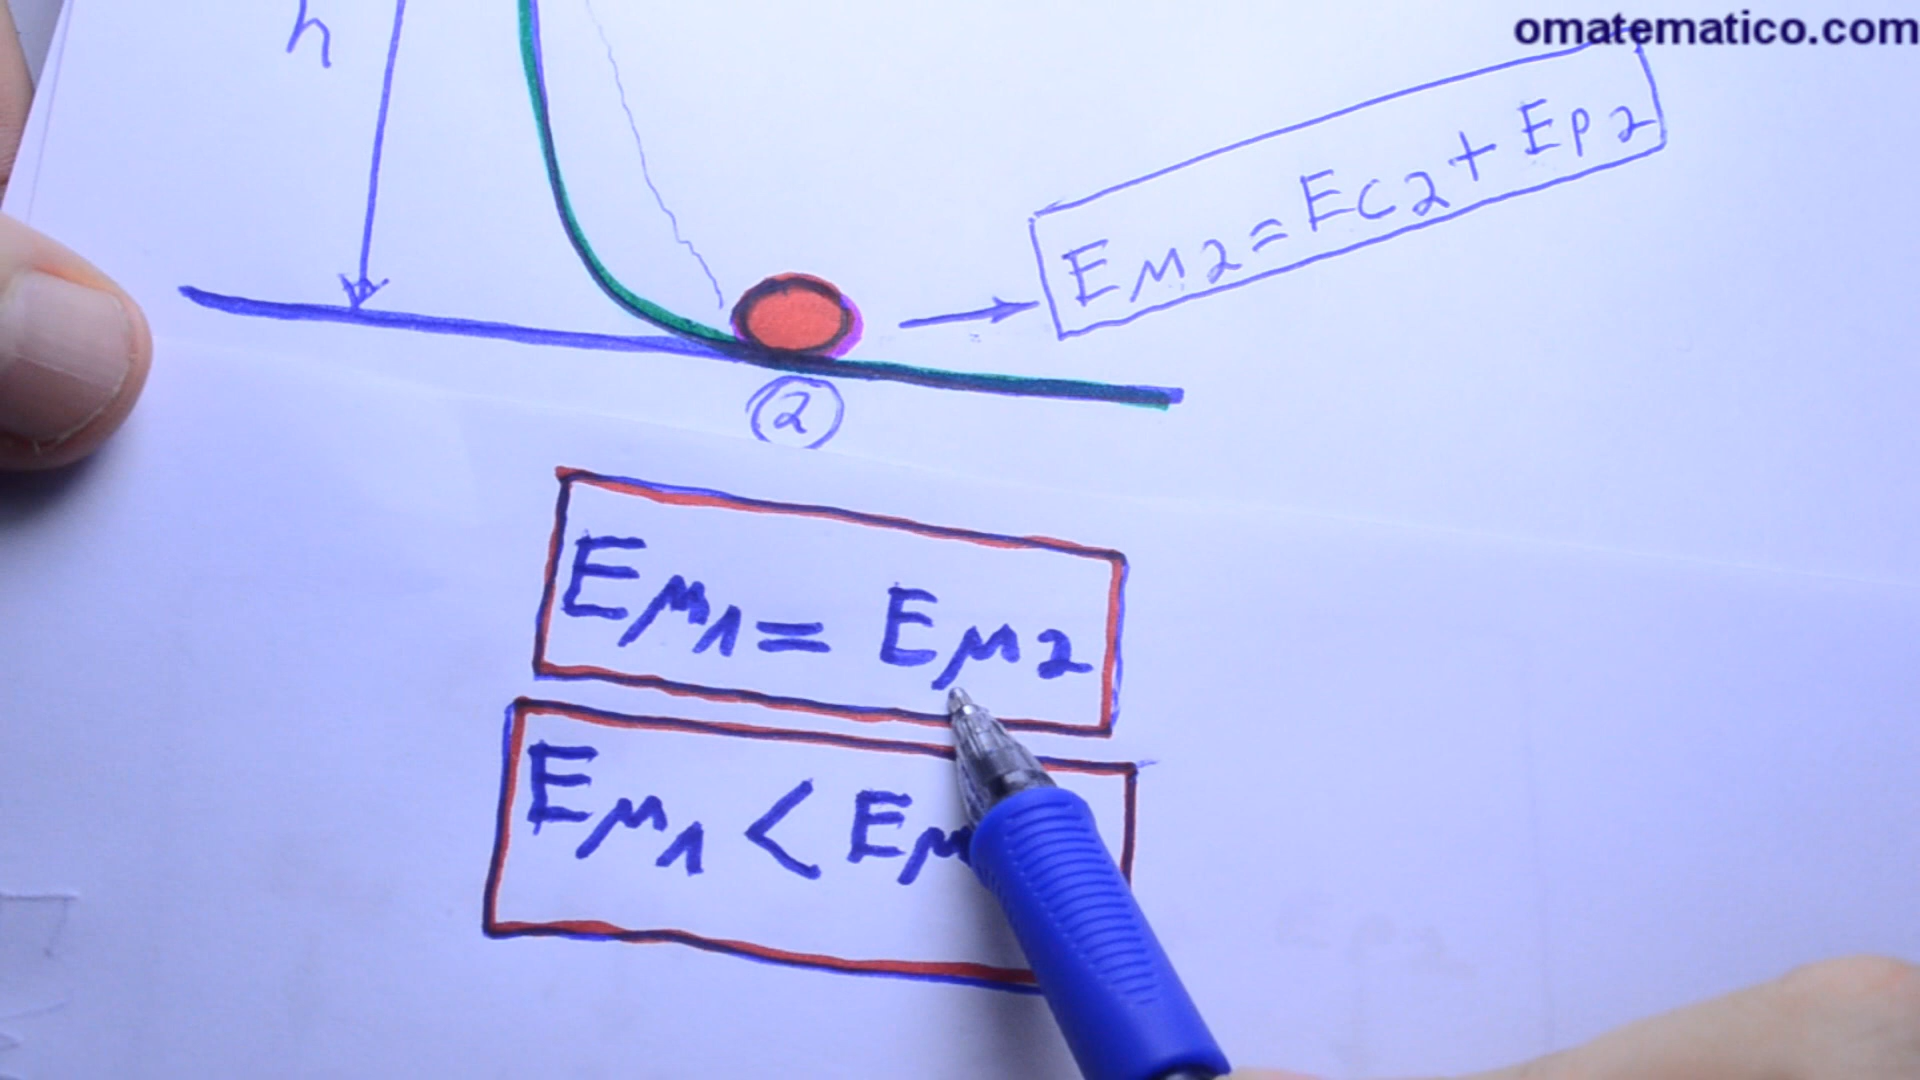 omatematico.com
h
EM2 = EC2 + EP2
2
EM1 = EM2
EM1 < EM